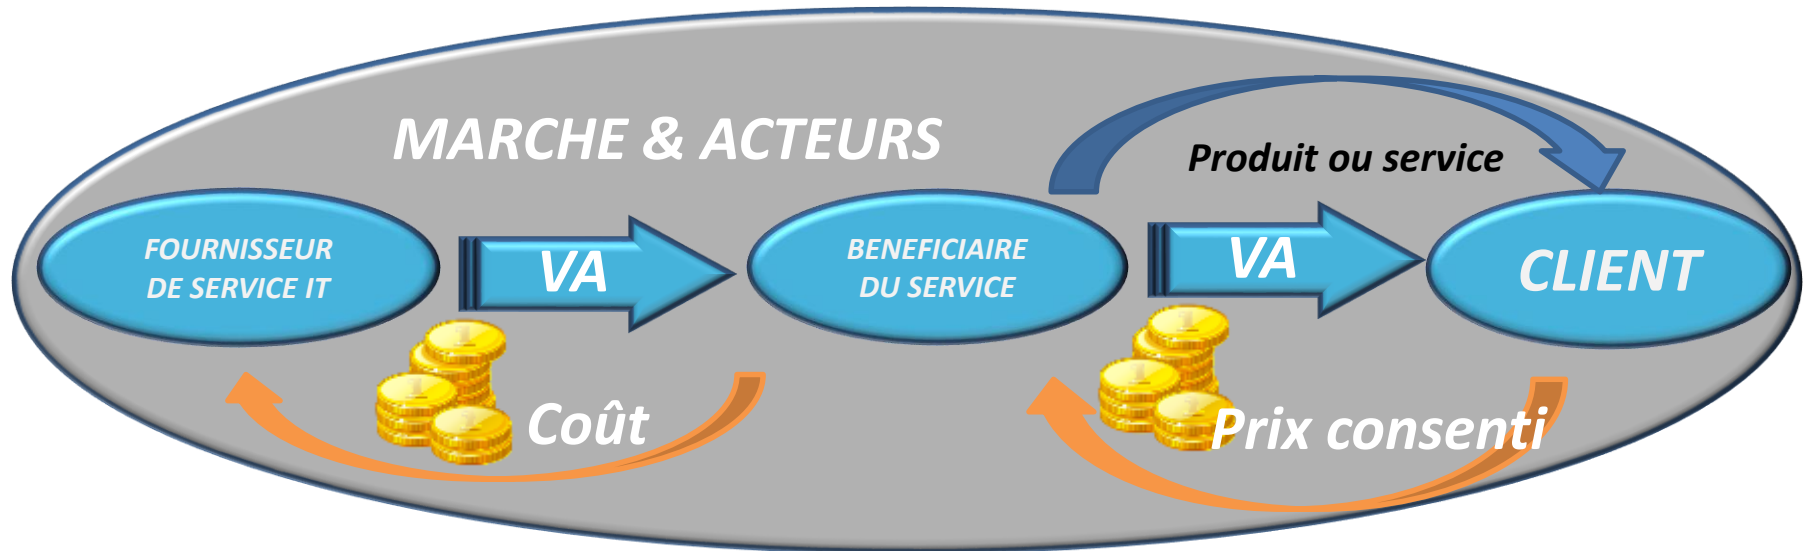 MARCHE & ACTEURS
Produit ou service
FOURNISSEUR
DE SERVICE IT
VA
BENEFICIAIRE
DU SERVICE
VA
CLIENT
Coût
Prix consenti